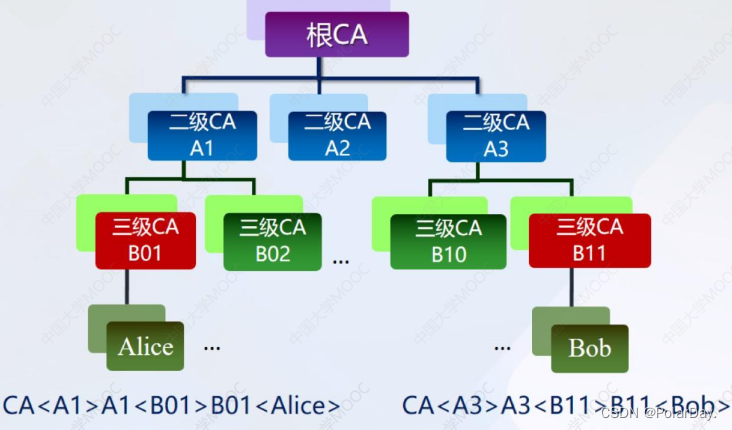 根CA
二级CA
A1
二级CA
A2
二级CA
A3
三级CA
B01
三级CA
B02
...
三级CA
B10
三级CA
B11
Alice
...
...
Bob
CA<A1>A1<B01>B01<Alice>
CA<A3>A3<B11>B11<Bob>
CSDN @PolarDay.
中国大学MOOC